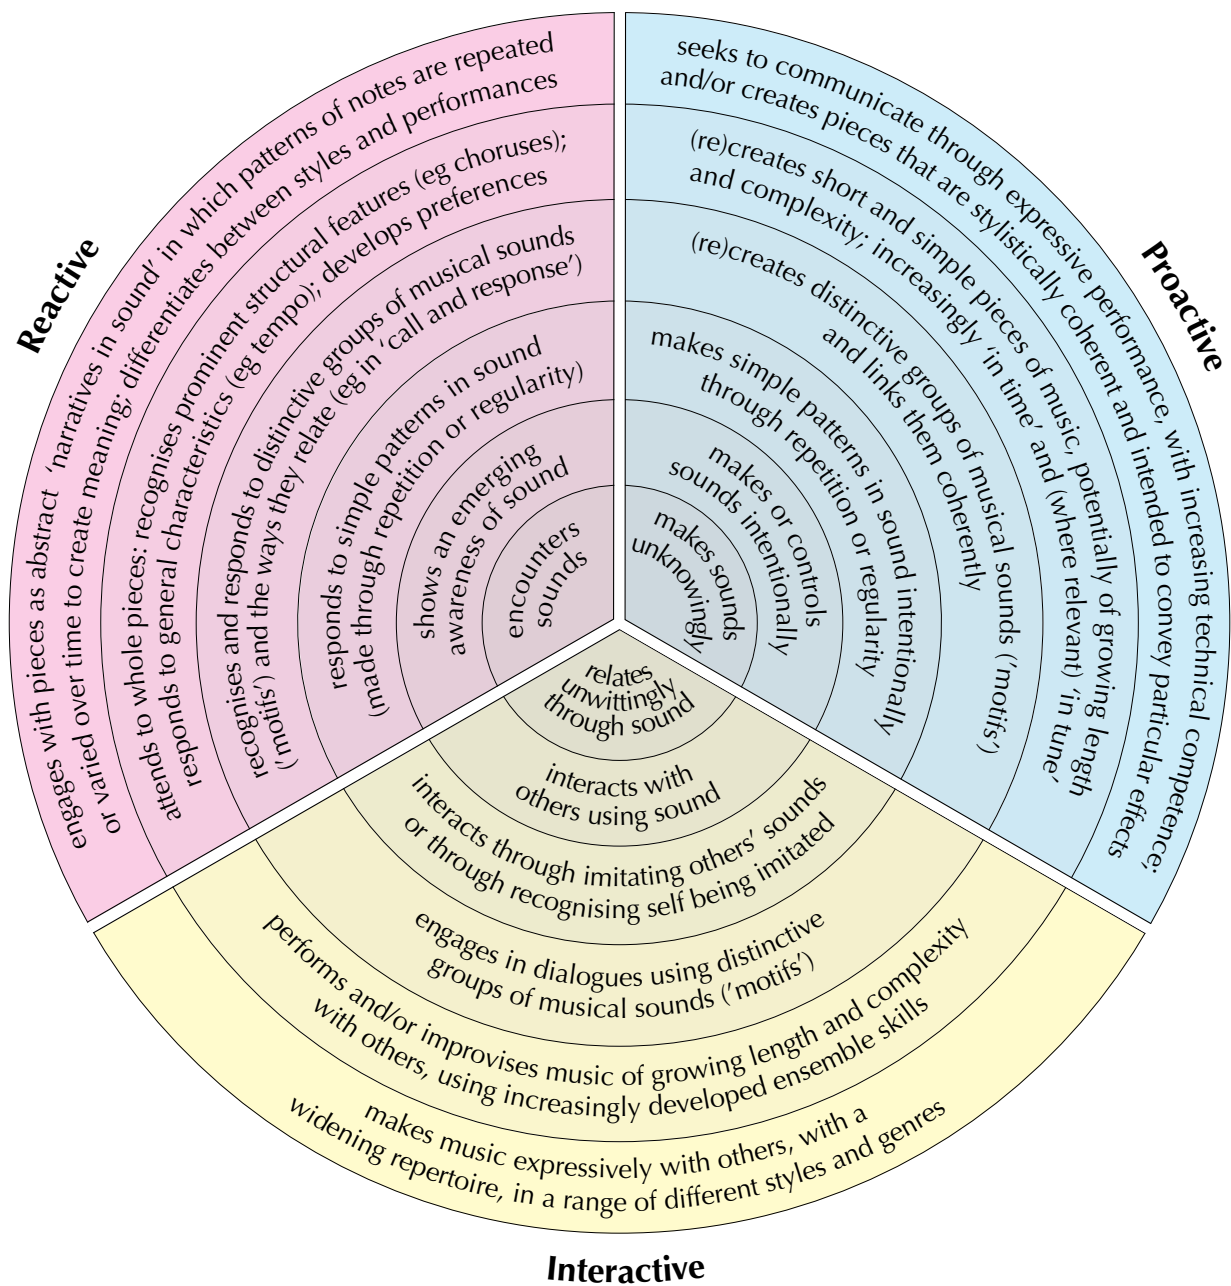 Reactive
engages with pieces as abstract 'narratives in sound' in which patterns of notes are repeated
or varied over time to create meaning; differentiates between styles and performances
attends to whole pieces: recognises prominent structural features (eg choruses);
responds to general characteristics (eg tempo); develops preferences
recognises and responds to distinctive groups of musical sounds
('motifs') and the ways they relate (eg in 'call and response')
responds to simple patterns in sound
(made through repetition or regularity)
shows an emerging
awareness of sound
encounters
sounds
Proactive
seeks to communicate through expressive performance, with increasing technical competence;
and/or creates pieces that are stylistically coherent and intended to convey particular effects
(re)creates short and simple pieces of music, potentially of growing length
and complexity; increasingly 'in time' and (where relevant) 'in tune'
(re)creates distinctive groups of musical sounds ('motifs')
and links them coherently
makes simple patterns in sound intentionally
through repetition or regularity
makes or controls
sounds intentionally
makes sounds
unknowingly
relates
unwittingly
through sound
interacts with
others using sound
interacts through imitating others' sounds
or through recognising self being imitated
engages in dialogues using distinctive
groups of musical sounds ('motifs')
performs and/or improvises music of growing length and complexity
with others, using increasingly developed ensemble skills
makes music expressively with others, with a
widening repertoire, in a range of different styles and genres
Interactive